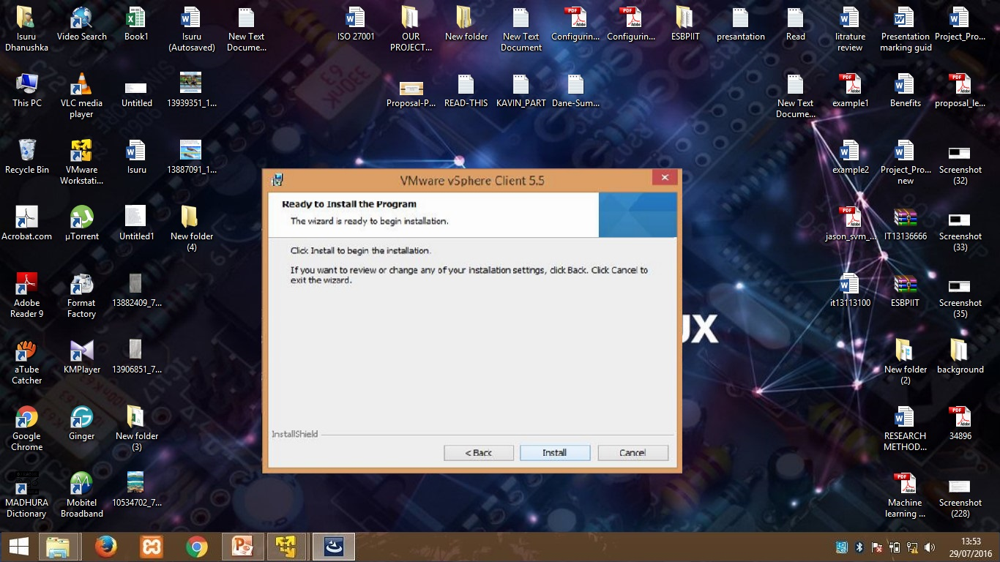 Isuru
Dhanushka
Video Search
Book1
Isuru
(Autosaved)
New Text
Docume...
ISO 27001
OUR
PROJECT...
New folder
New Text
Document
Configurin...
Configurin...
ESBPIIT
presantation
Read
litrature
review
Presentation
marking guid
Project_Pro...
This PC
VLC media
player
Untitled
13939351_1...
Proposal-P...
READ-THIS
KAVIN_PART
Dane-Sum...
New Text
Docume...
example1
Benefits
proposal_le...
Recycle Bin
VMware
Workstati...
Isuru
13887091_1...
example2
Project_Pro...
new
Screenshot
(32)
VMware vSphere Client 5.5
Ready to Install the Program
The wizard is ready to begin installation.
Click Install to begin the installation.
If you want to review or change any of your installation settings, click Back. Click Cancel to
exit the wizard.
InstallShield
< Back
Install
Cancel
Acrobat.com
µTorrent
Untitled1
New folder
(4)
jason_svm_...
IT13136666
Screenshot
(33)
Adobe
Reader 9
Format
Factory
13882409_7...
it13113100
ESBPIIT
Screenshot
(35)
UX
aTube
Catcher
KMPlayer
13906851_7...
New folder
(2)
background
Google
Chrome
Ginger
New folder
(3)
RESEARCH
METHOD...
34896
MADHURA
Dictionary
Mobitel
Broadband
10534702_7...
Machine
learning ...
Screenshot
(228)
13:53
29/07/2016